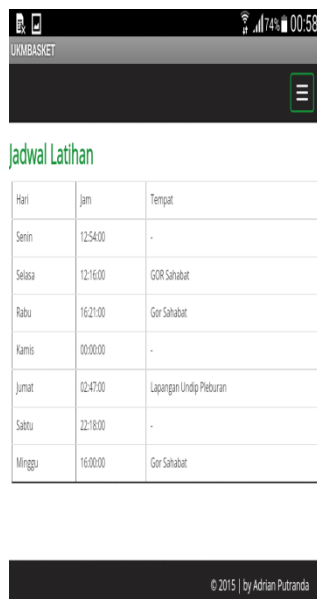 74% 00:58
UKMBASKET
Jadwal Latihan
Hari Jam Tempat
Senin 12:54:00 -
Selasa 12:16:00 GOR Sahabat
Rabu 16:21:00 Gor Sahabat
Kamis 00:00:00 -
Jumat 02:47:00 Lapangan Undip Pleburan
Sabtu 22:18:00 -
Minggu 16:00:00 Gor Sahabat
© 2015 | by Adrian Putranda